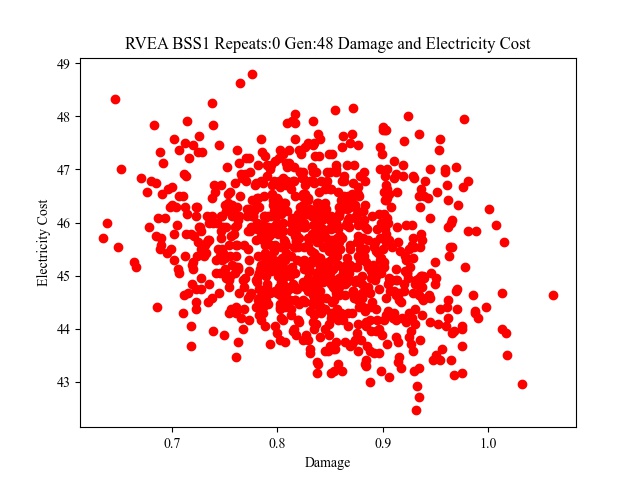 RVEA BSS1 Repeats:0 Gen:48 Damage and Electricity Cost
49
48
47
46
45
44
43
Electricity Cost
0.7 0.8 0.9 1.0
Damage